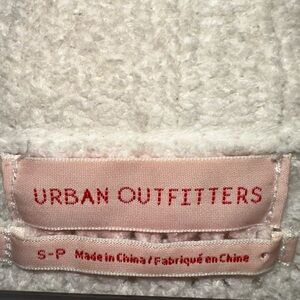 URBAN OUTFITTERS
S-P Made in China/Fabriqué en Chine